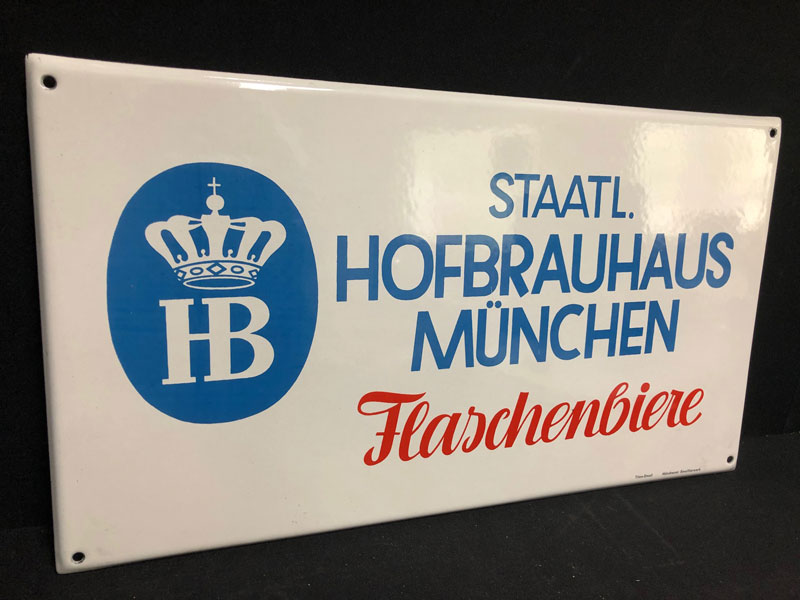 HB
STAATL.
HOFBRAUHAUS
MÜNCHEN
Flaschenbiere